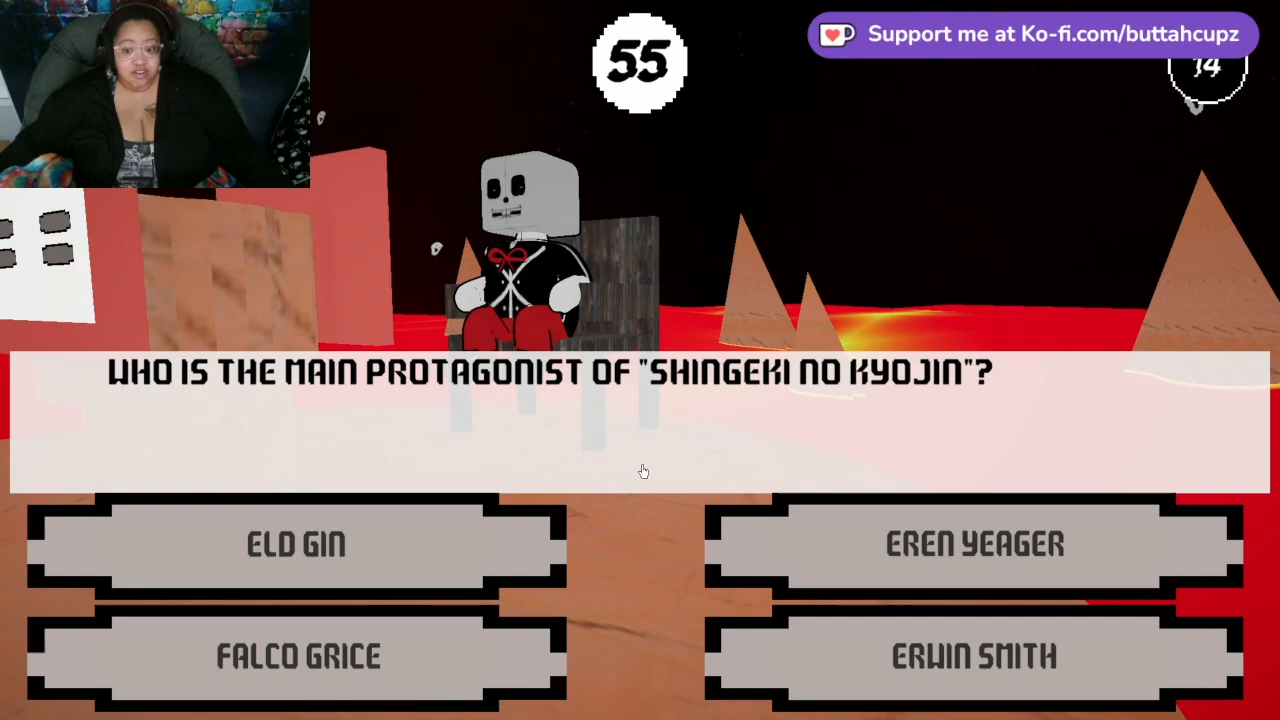 55
Support me at Ko-fi.com/buttahcupz
14
WHO IS THE MAIN PROTAGONIST OF "SHINGEKI NO KYOJIN"?
ELD GIN
EREN YEAGER
FALCO GRICE
ERWIN SMITH